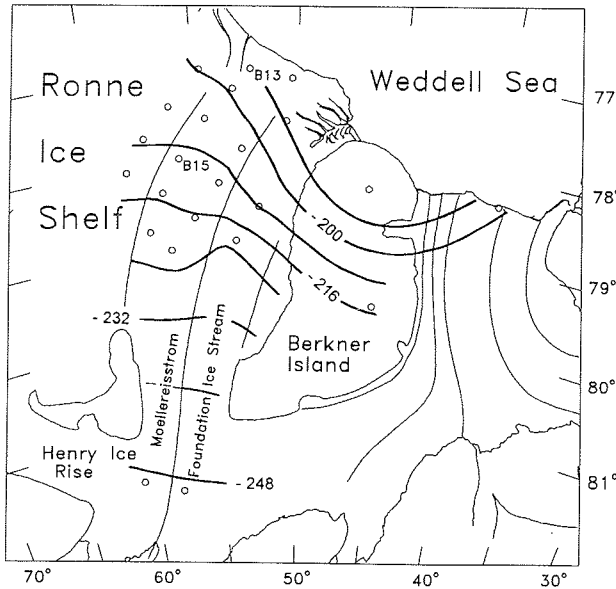 Ronne
Ice
Shelf
Weddell Sea
B13
B15
77°
78°
79°
80°
81°
-200
-216
-232
-248
Berkner
Island
Moellereisstrom
Foundation Ice Stream
Henry Ice
Rise
70°
60°
50°
40°
30°